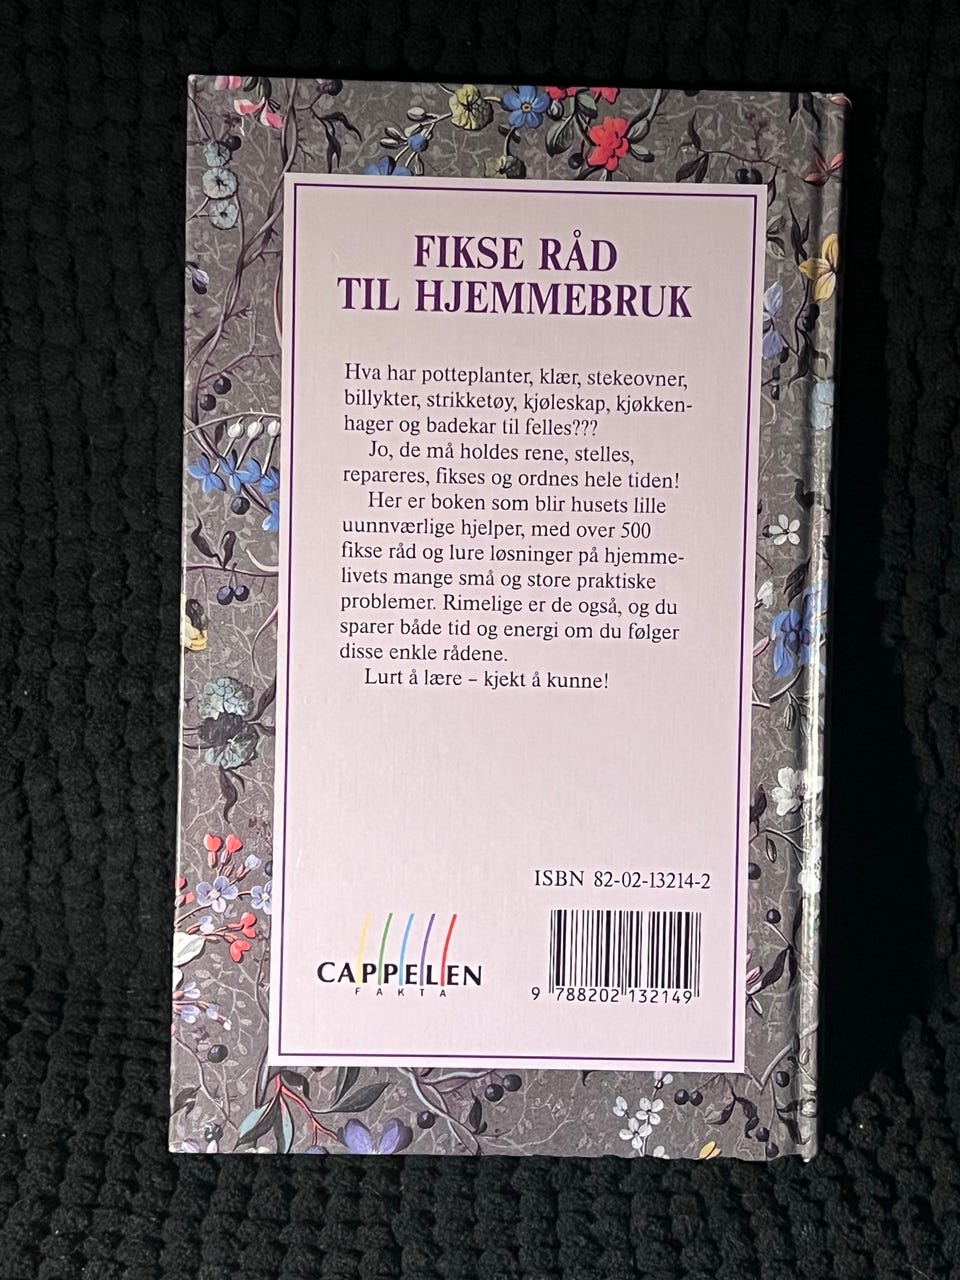 FIKSE RÅD
TIL HJEMMEBRUK
Hva har potteplanter, klær, stekeovner,
billykter, strikketøy, kjøleskap, kjøkken-
hager og badekar til felles???
Jo, de må holdes rene, stelles,
repareres, fikses og ordnes hele tiden!
Her er boken som blir husets lille
uunnværlige hjelper, med over 500
fikse råd og lure løsninger på hjemme-
livets mange små og store praktiske
problemer. Rimelige er de også, og du
sparer både tid og energi om du følger
disse enkle rådene.
Lurt å lære – kjekt å kunne!
ISBN 82-02-13214-2
CAPPELEN
FAKTA
9 788202 132149